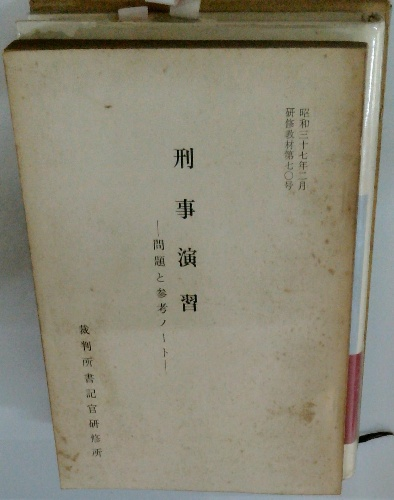 昭和三十七年二月
研修教材第七〇号
刑事演習
―問題と参考ノート―
裁判所書記官研修所